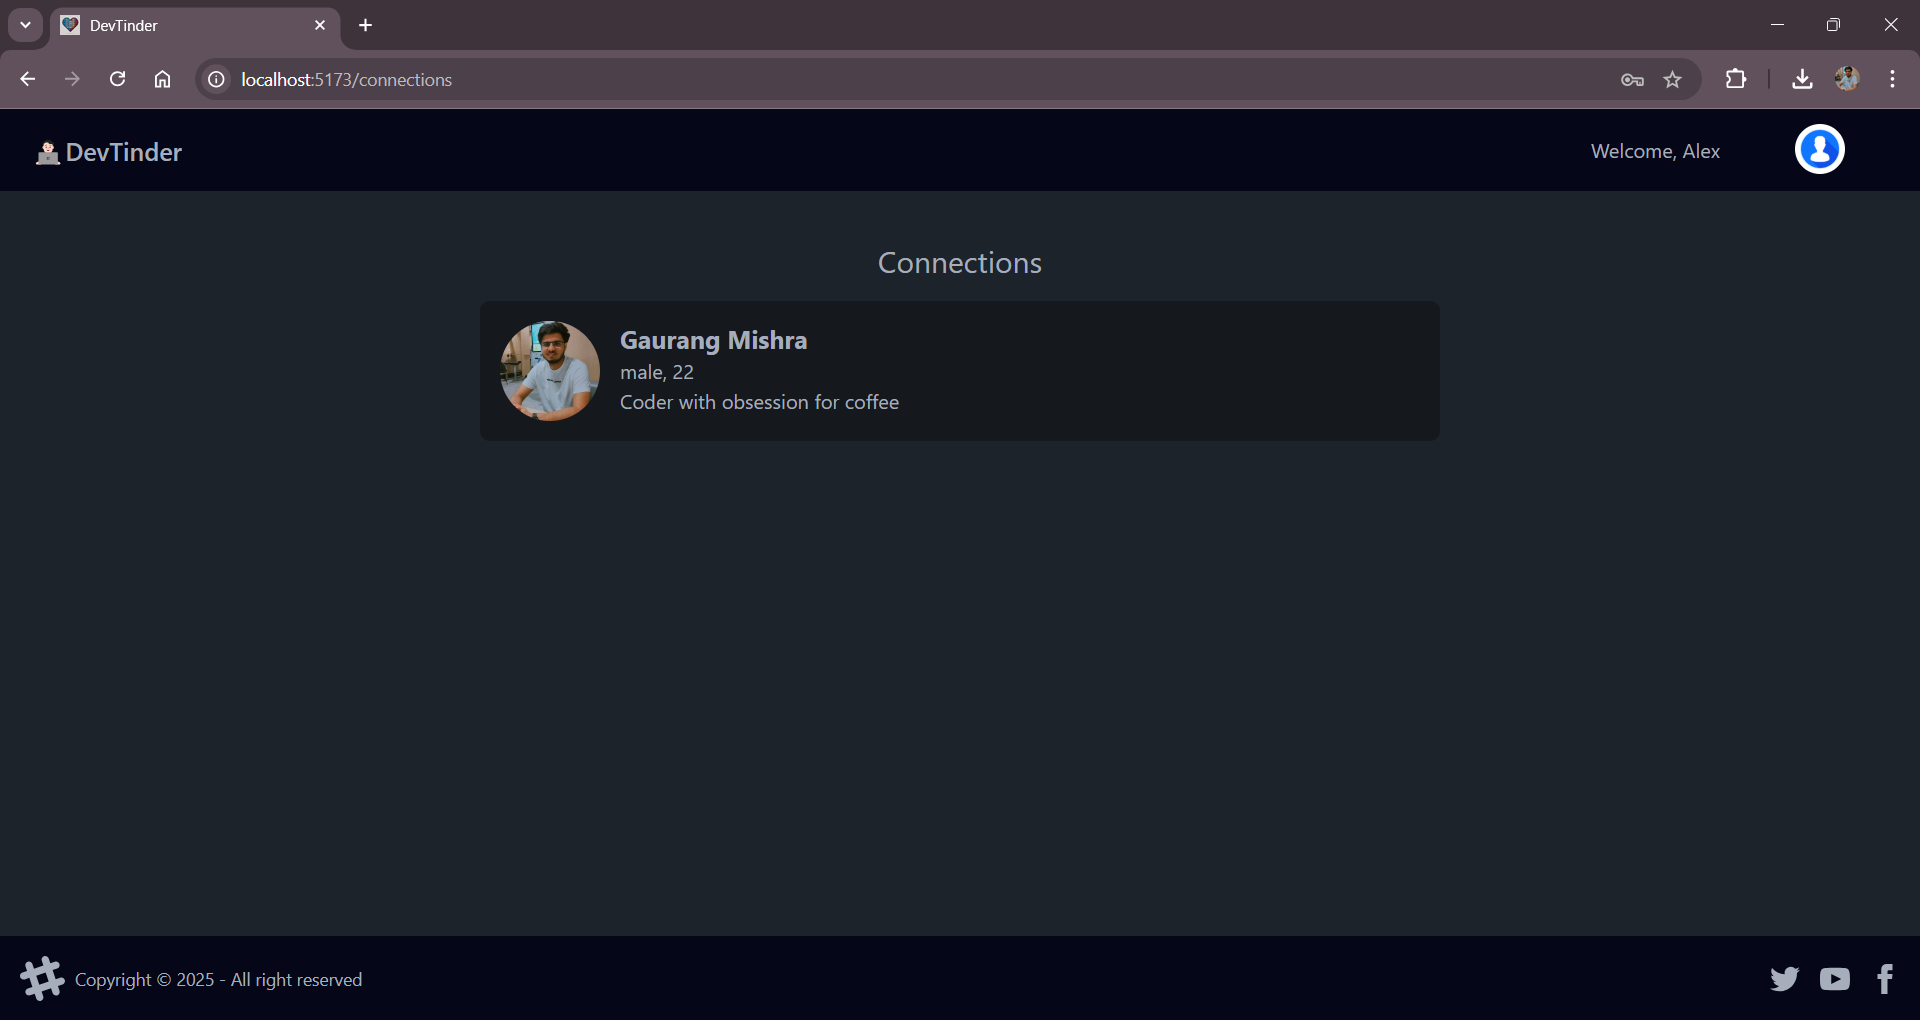 DevTinder
localhost:5173/connections
DevTinder
Welcome, Alex
Connections
Gaurang Mishra
male, 22
Coder with obsession for coffee
Copyright © 2025 - All right reserved